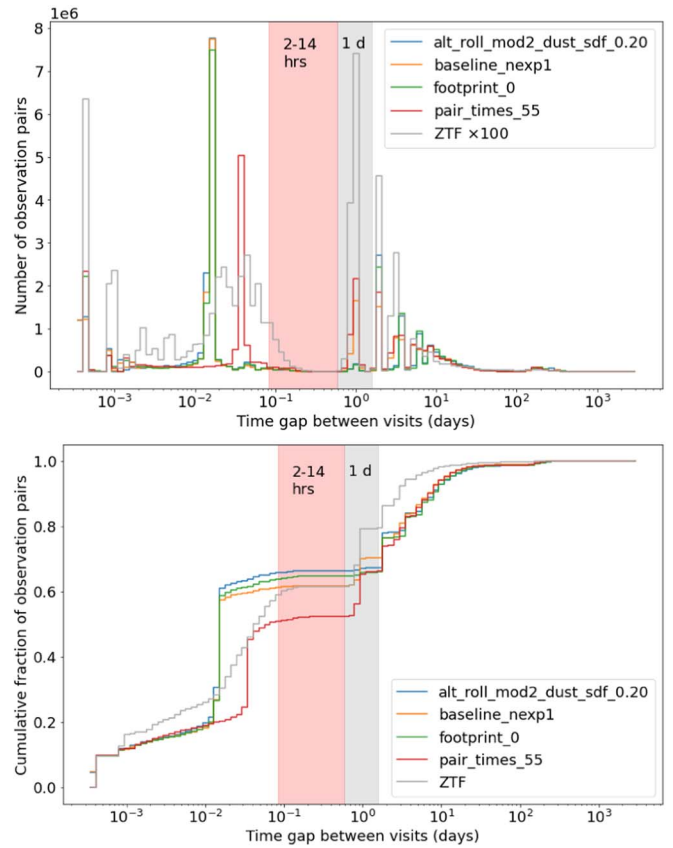 1e6
8
7
6
5
4
3
2
1
0
Number of observation pairs
2-14
hrs
1 d
alt_roll_mod2_dust_sdf_0.20
baseline_nexp1
footprint_0
pair_times_55
ZTF ×100
10⁻³ 10⁻² 10⁻¹ 10⁰ 10¹ 10² 10³
Time gap between visits (days)
1.0
0.8
0.6
0.4
0.2
0.0
Cumulative fraction of observation pairs
2-14
hrs
1 d
alt_roll_mod2_dust_sdf_0.20
baseline_nexp1
footprint_0
pair_times_55
ZTF
10⁻³ 10⁻² 10⁻¹ 10⁰ 10¹ 10² 10³
Time gap between visits (days)